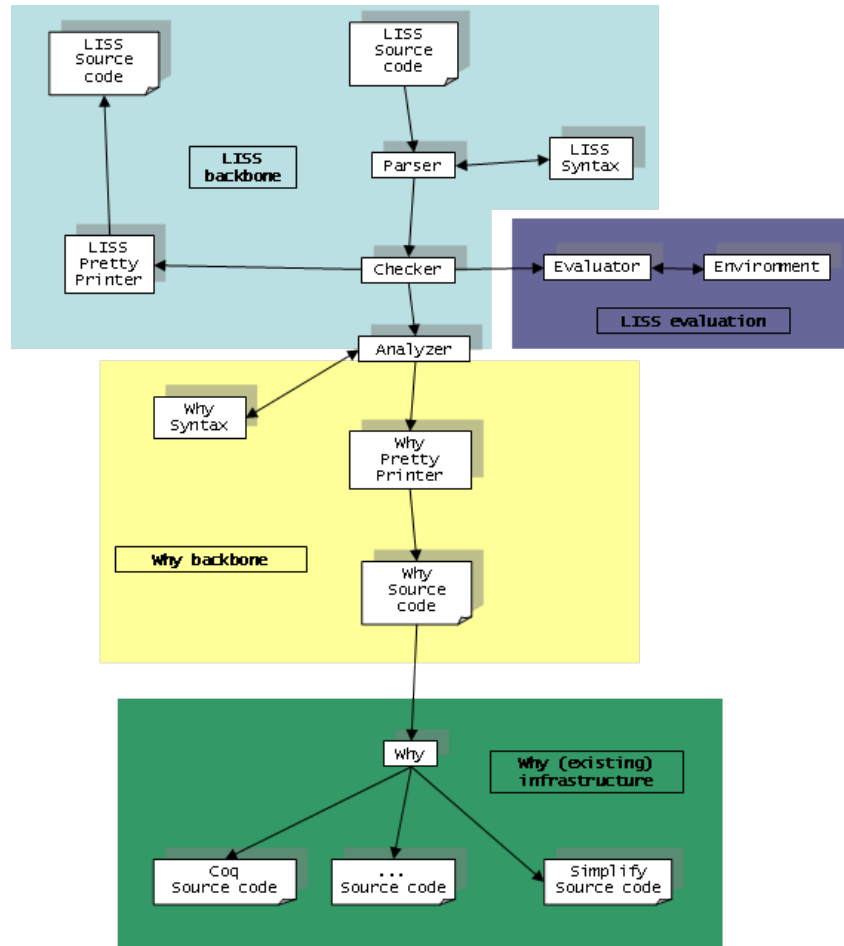 LISS
Source
code
LISS
Source
code
LISS
backbone
Parser
LISS
Syntax
LISS
Pretty
Printer
Checker
Evaluator
Environment
LISS evaluation
Analyzer
Why
Syntax
Why
Pretty
Printer
Why backbone
Why
Source
code
Why
Why (existing)
infrastructure
Coq
Source code
...
Source code
Simplify
Source code